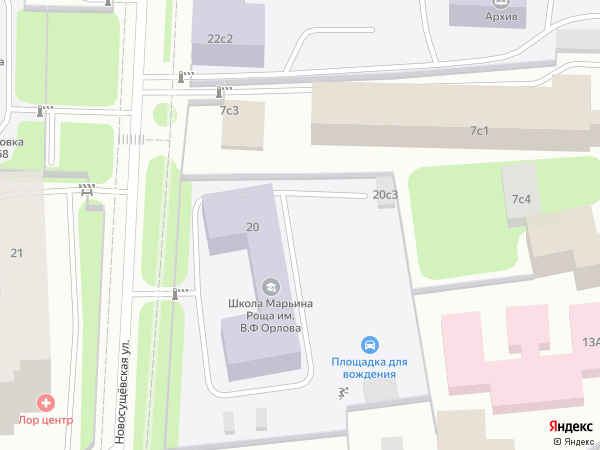 Архив
22с2
7с3
7с1
овка
58
20с3
7с4
20
21
Школа Марьина
Роща им.
В.Ф Орлова
Новосущёвская ул.
13А
Площадка для
вождения
Лор центр
Яндекс
© Яндекс